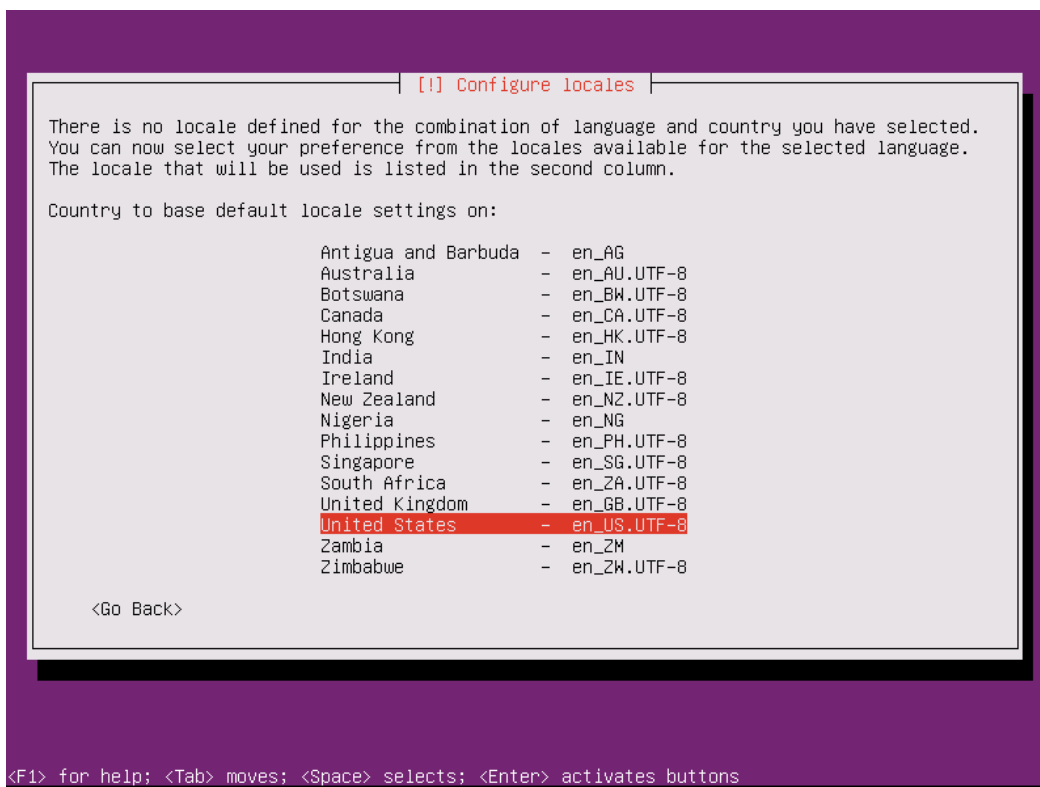 [!] Configure locales
There is no locale defined for the combination of language and country you have selected.
You can now select your preference from the locales available for the selected language.
The locale that will be used is listed in the second column.
Country to base default locale settings on:
Antigua and Barbuda – en_AG
Australia – en_AU.UTF–8
Botswana – en_BW.UTF–8
Canada – en_CA.UTF–8
Hong Kong – en_HK.UTF–8
India – en_IN
Ireland – en_IE.UTF–8
New Zealand – en_NZ.UTF–8
Nigeria – en_NG
Philippines – en_PH.UTF–8
Singapore – en_SG.UTF–8
South Africa – en_ZA.UTF–8
United Kingdom – en_GB.UTF–8
United States – en_US.UTF–8
Zambia – en_ZM
Zimbabwe – en_ZW.UTF–8
<Go Back>
<F1> for help; <Tab> moves; <Space> selects; <Enter> activates buttons